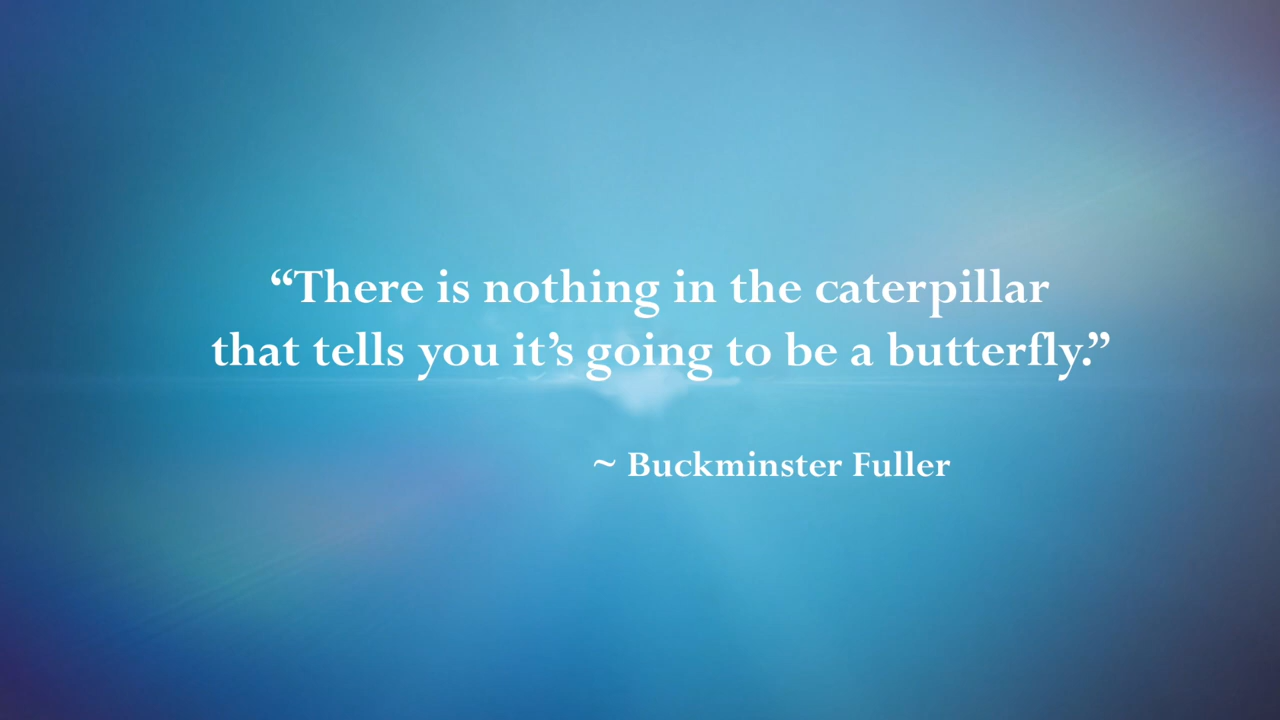 “There is nothing in the caterpillar
that tells you it’s going to be a butterfly.”
~ Buckminster Fuller